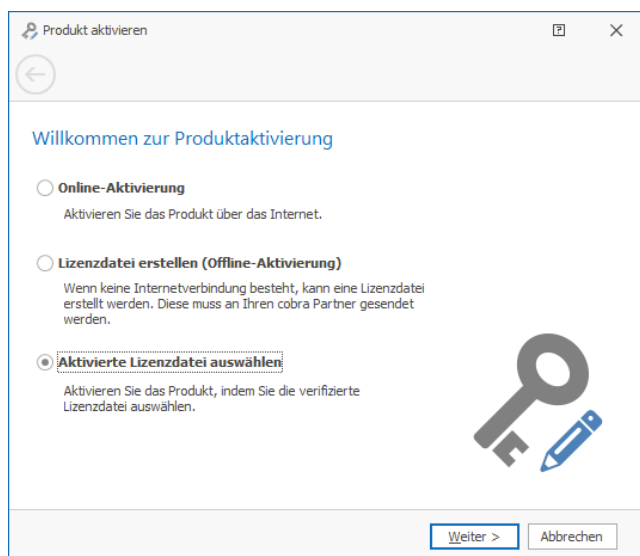 Produkt aktivieren
Willkommen zur Produktaktivierung
Online-Aktivierung
Aktivieren Sie das Produkt über das Internet.
Lizenzdatei erstellen (Offline-Aktivierung)
Wenn keine Internetverbindung besteht, kann eine Lizenzdatei
erstellt werden. Diese muss an Ihren cobra Partner gesendet
werden.
Aktivierte Lizenzdatei auswählen
Aktivieren Sie das Produkt, indem Sie die verifizierte
Lizenzdatei auswählen.
Weiter >
Abbrechen